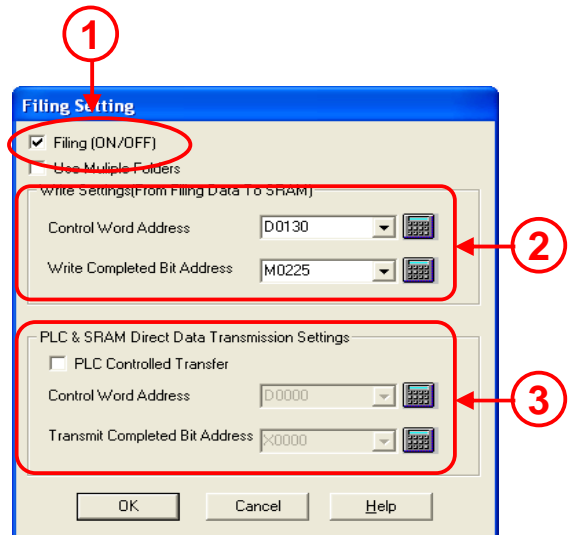 1
Filing Setting
Filing (ON/OFF)
Use Muliple Folders
Write Settings(From Filing Data To SRAM)
Control Word Address D0130
2
Write Completed Bit Address M0225
PLC & SRAM Direct Data Transmission Settings
PLC Controlled Transfer
Control Word Address D0000
3
Transmit Completed Bit Address X0000
OK Cancel Help